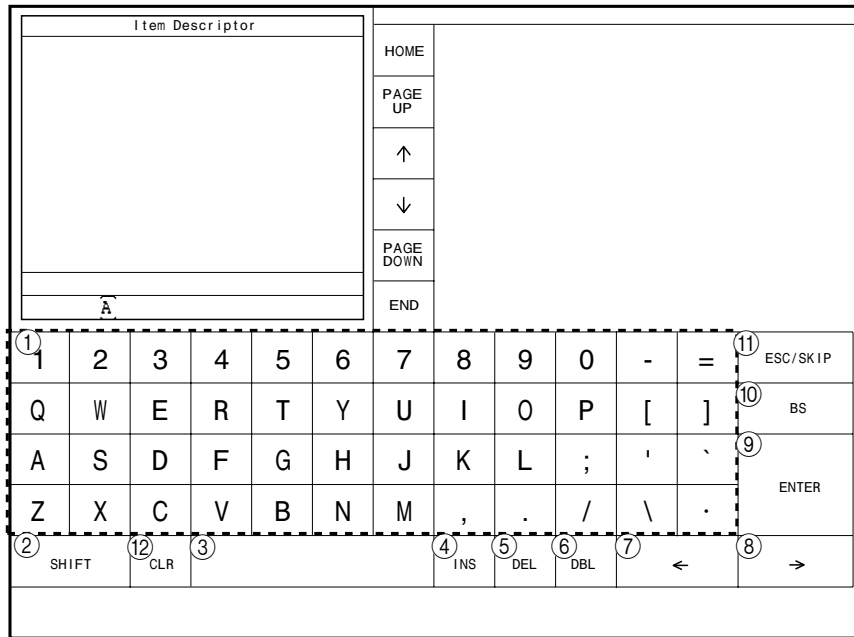 Item Descriptor
HOME
PAGE
UP
↑
↓
PAGE
DOWN
END
A
① 1 2 3 4 5 6 7 8 9 0 - = ⑪ ESC/SKIP
Q W E R T Y U I O P [ ] ⑩ BS
A S D F G H J K L ; ' ` ⑨ ENTER
Z X C V B N M , . / \ ·
② SHIFT ⑫ CLR ③ ④ INS ⑤ DEL ⑥ DBL ⑦ ← ⑧ →